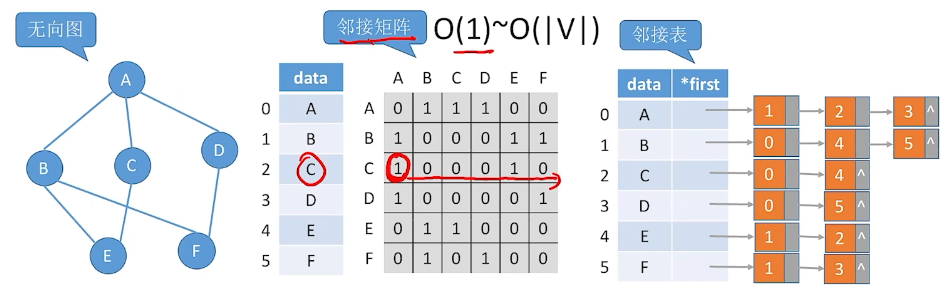 无向图
邻接矩阵 O(1)~O(|V|)
邻接表
A
B
C
D
E
F
data
0 A
1 B
2 C
3 D
4 E
5 F
A B C D E F
A 0 1 1 1 0 0
B 1 0 0 0 1 1
C 1 0 0 0 1 0
D 1 0 0 0 0 1
E 0 1 1 0 0 0
F 0 1 0 1 0 0
data *first
0 A 1 2 3 ^
1 B 0 4 5 ^
2 C 0 4 ^
3 D 0 5 ^
4 E 1 2 ^
5 F 1 3 ^